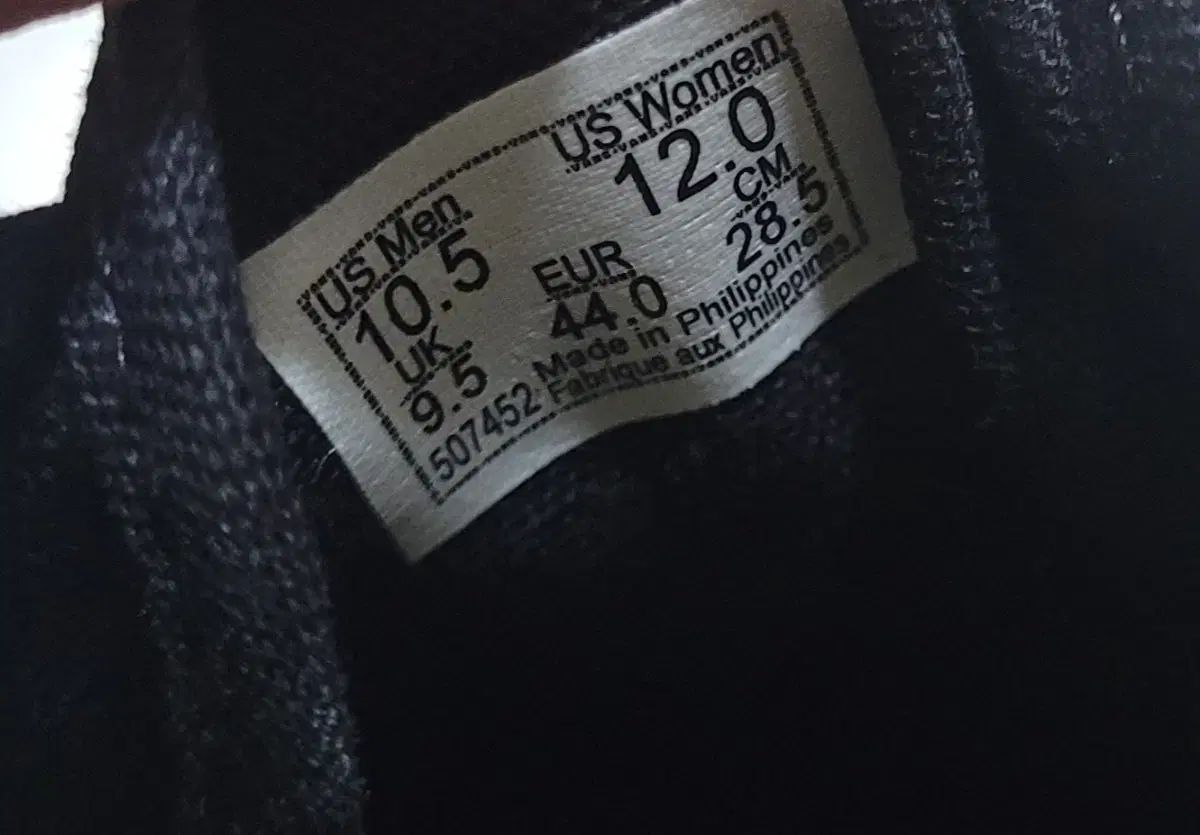 US Men
US Women
10.5
12.0
UK
EUR
CM
9.5
44.0
28.5
507452
Made in Philippines
Fabrique aux Philippines